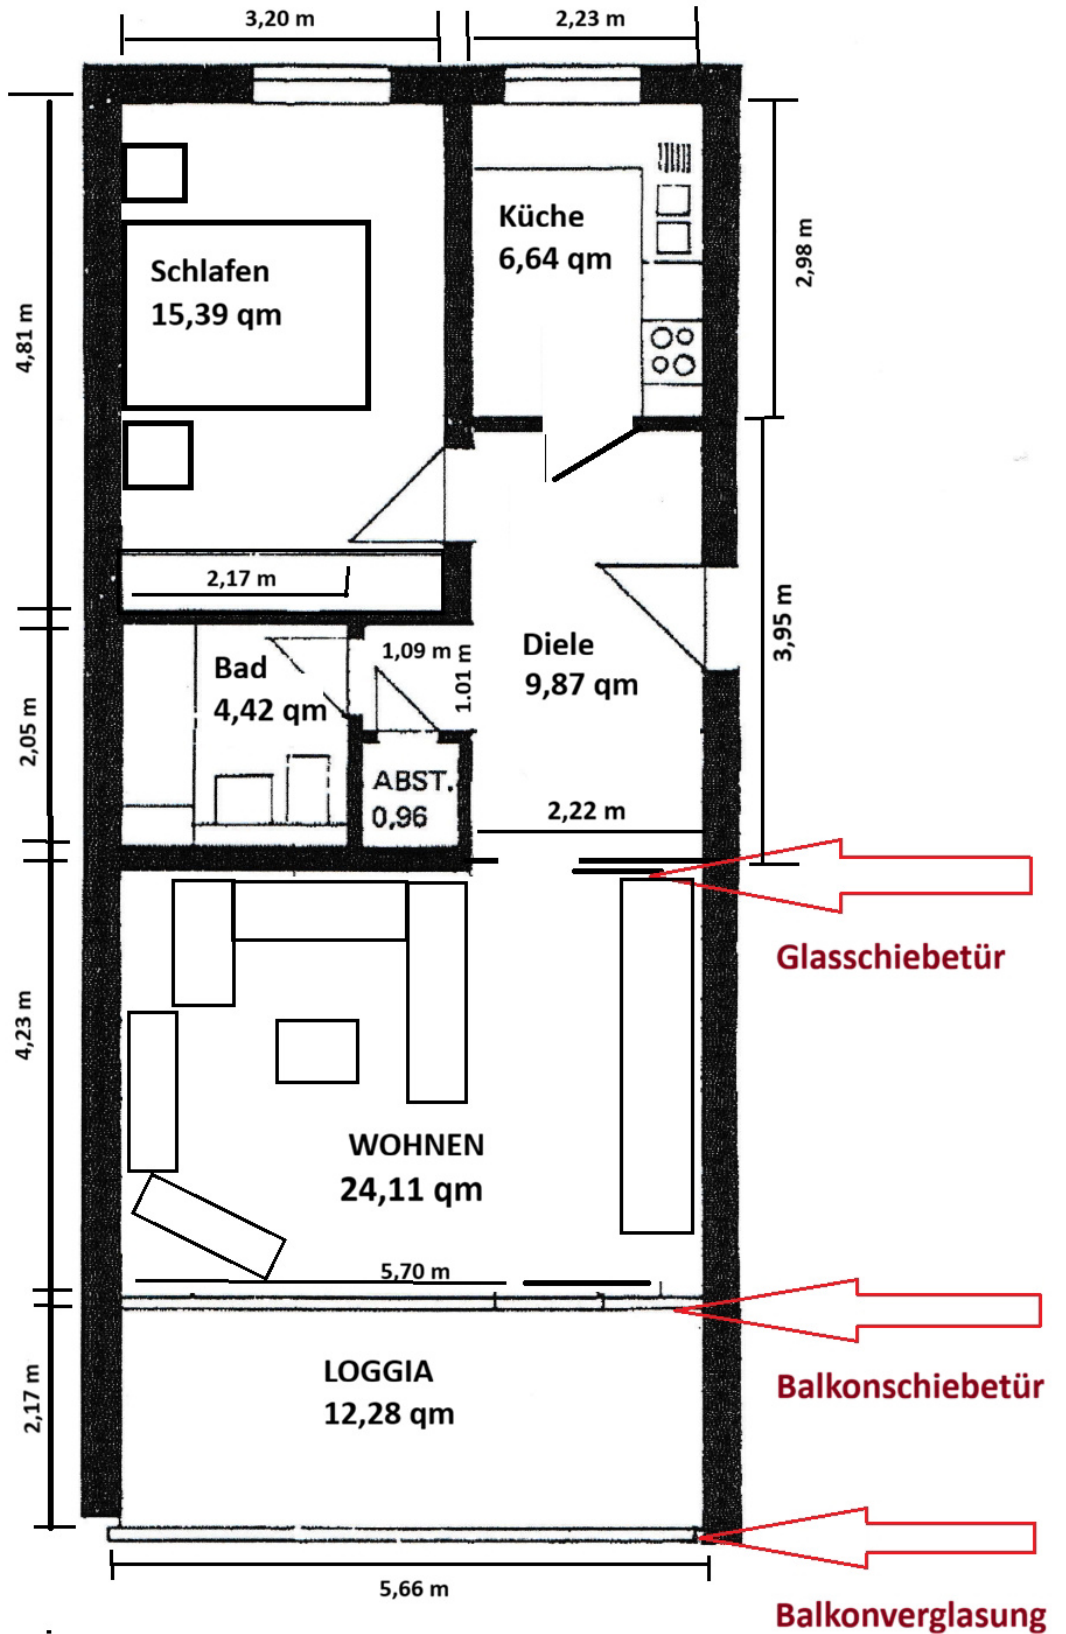 3,20 m
2,23 m
Küche
6,64 qm
2,98 m
Schlafen
15,39 qm
4,81 m
2,17 m
3,95 m
1,09 m
1.01 m
Diele
9,87 qm
Bad
4,42 qm
2,05 m
ABST.
0,96
2,22 m
Glasschiebetür
4,23 m
WOHNEN
24,11 qm
5,70 m
Balkonschiebetür
LOGGIA
12,28 qm
2,17 m
5,66 m
Balkonverglasung